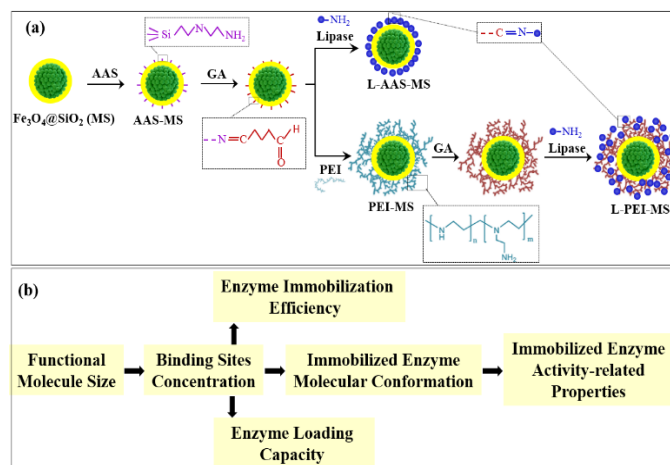 (a)
Si
N
NH2
NH2
Lipase
C
N
L-AAS-MS
AAS
GA
Fe3O4@SiO2 (MS)
AAS-MS
N
C
H
O
PEI
PEI-MS
GA
NH2
Lipase
L-PEI-MS
N
H
n
N
m
NH2
(b)
Enzyme Immobilization
Efficiency
Functional
Molecule Size
Binding Sites
Concentration
Immobilized Enzyme
Molecular Conformation
Immobilized Enzyme
Activity-related
Properties
Enzyme Loading
Capacity